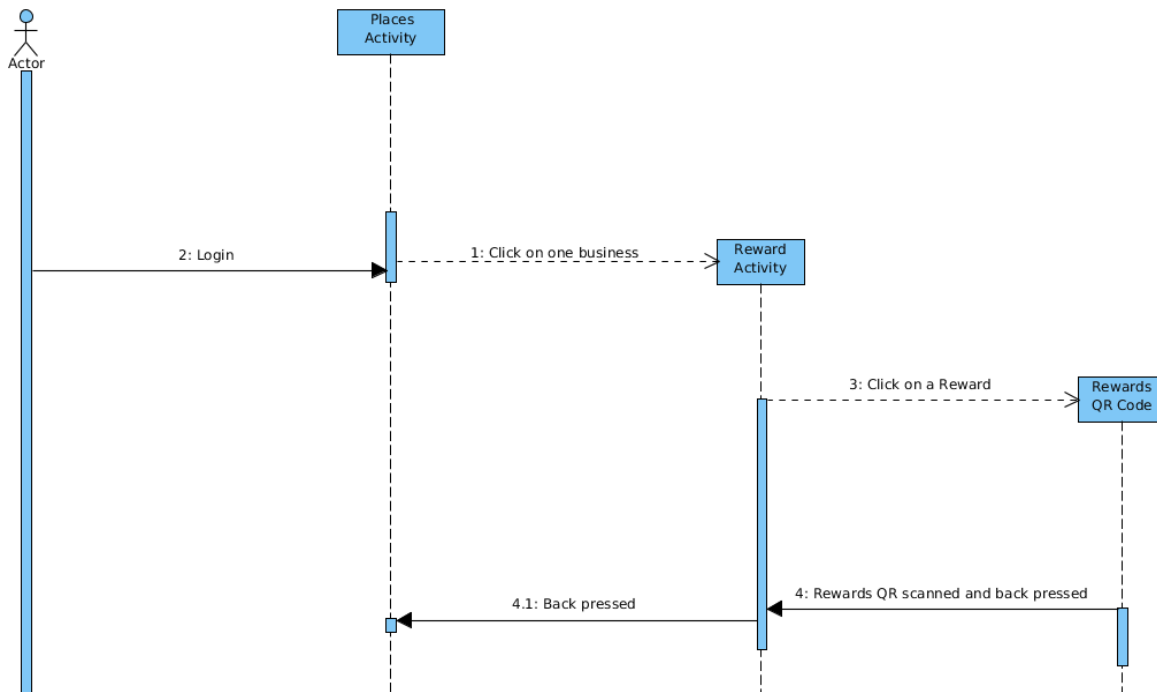 Places
Activity
Actor
2: Login
1: Click on one business
Reward
Activity
3: Click on a Reward
Rewards
QR Code
4.1: Back pressed
4: Rewards QR scanned and back pressed